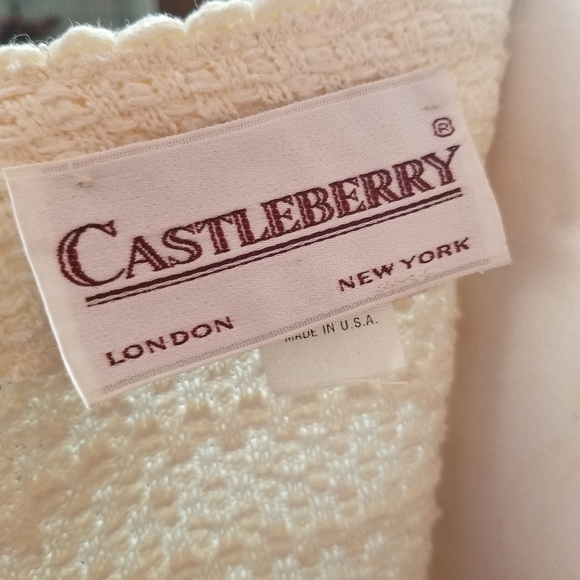 ®
CASTLEBERRY
NEW YORK
LONDON
MADE IN U.S.A.